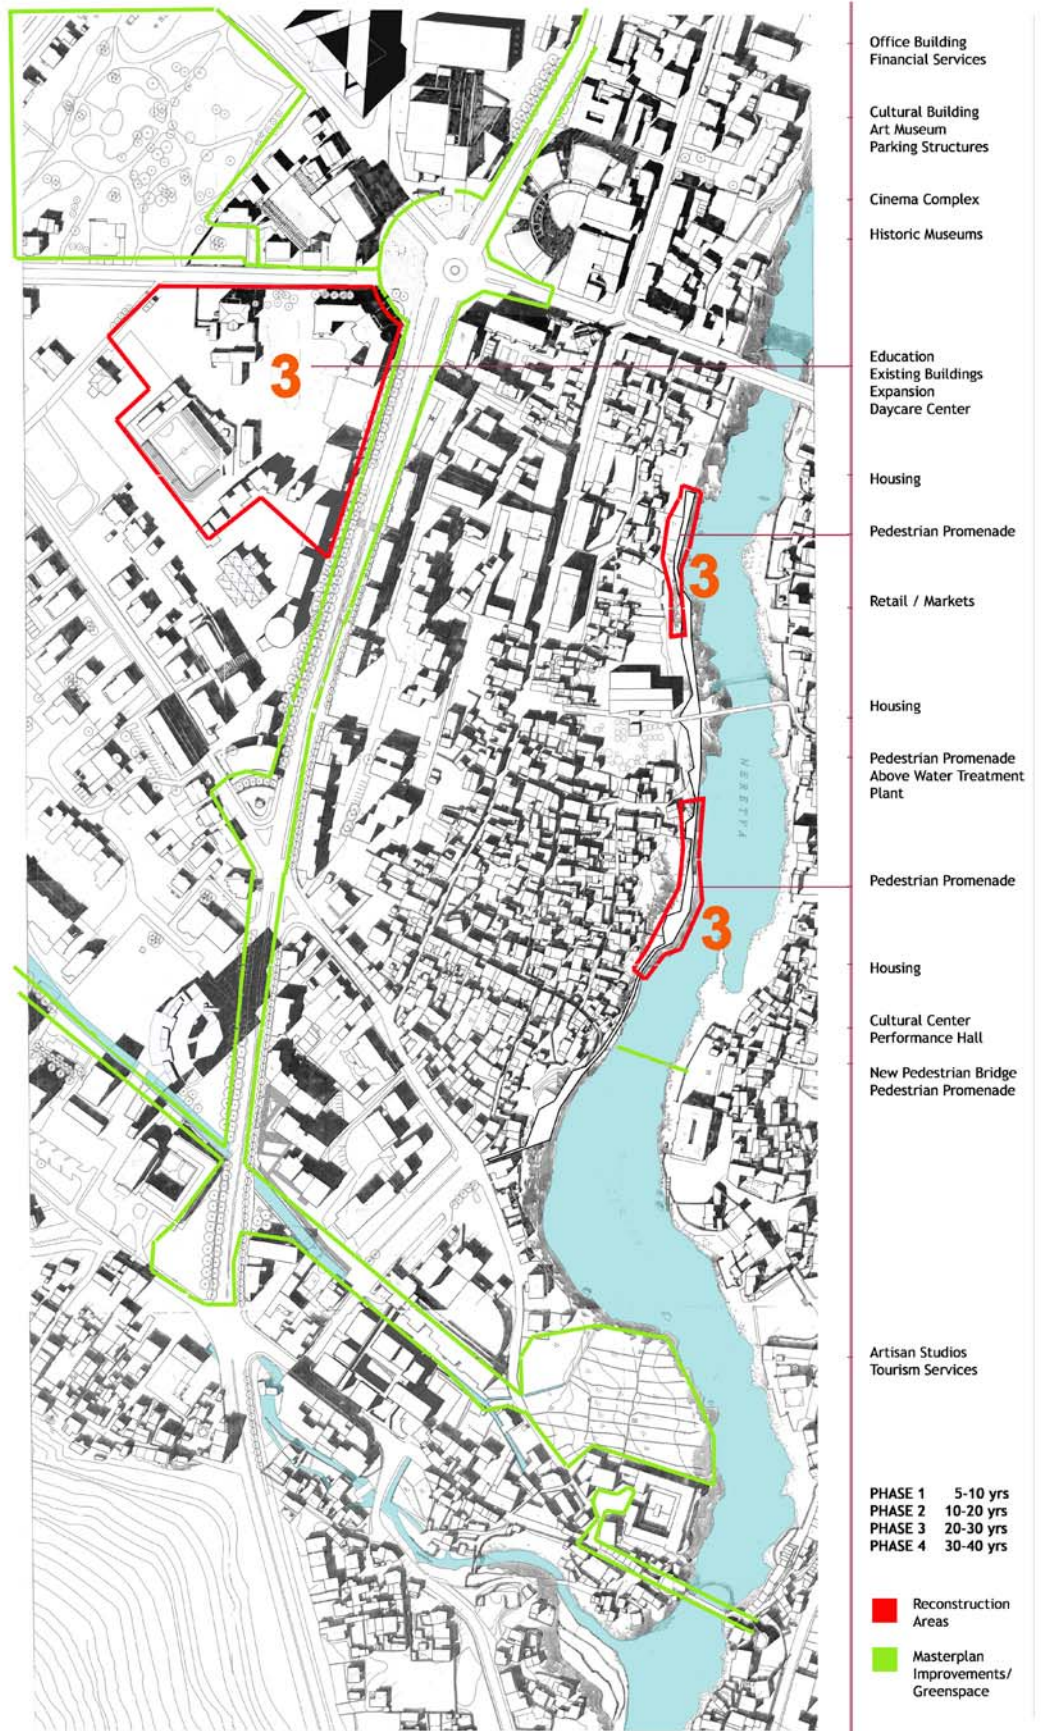 Office Building
Financial Services
Cultural Building
Art Museum
Parking Structures
Cinema Complex
Historic Museums
3
Education
Existing Buildings
Expansion
Daycare Center
Housing
Pedestrian Promenade
3
Retail / Markets
Housing
Pedestrian Promenade
Above Water Treatment
Plant
NERETVA
Pedestrian Promenade
3
Housing
Cultural Center
Performance Hall
New Pedestrian Bridge
Pedestrian Promenade
Artisan Studios
Tourism Services
PHASE 1 5-10 yrs
PHASE 2 10-20 yrs
PHASE 3 20-30 yrs
PHASE 4 30-40 yrs
Reconstruction
Areas
Masterplan
Improvements/
Greenspace